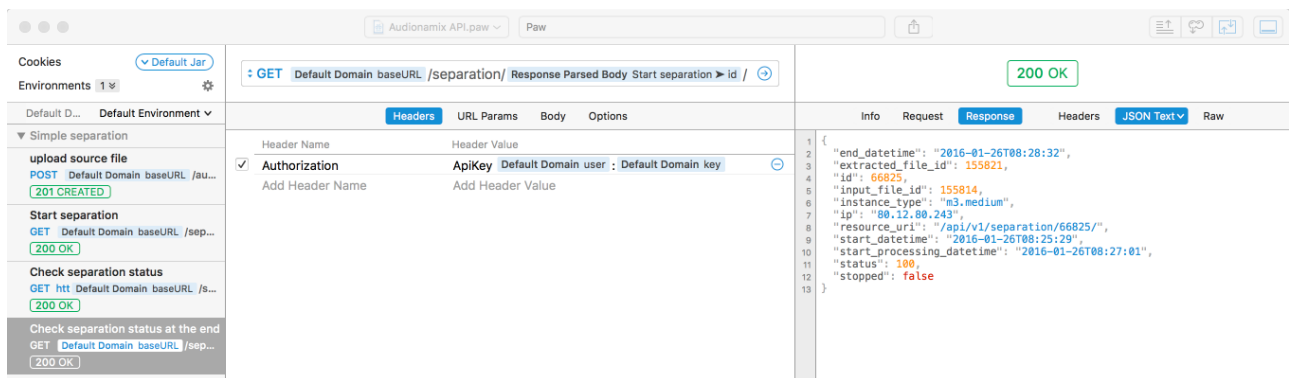 Audionamix API.paw
Paw
Cookies
Default Jar
Environments 1
Default D... Default Environment
Simple separation
upload source file
POST Default Domain baseURL /au...
201 CREATED
Start separation
GET Default Domain baseURL /sep...
200 OK
Check separation status
GET htt Default Domain baseURL /s...
200 OK
Check separation status at the end
GET Default Domain baseURL /sep...
200 OK
GET Default Domain baseURL /separation/ Response Parsed Body Start separation ➤ id /
Headers URL Params Body Options
Header Name Header Value
Authorization ApiKey Default Domain user : Default Domain key
Add Header Name Add Header Value
200 OK
Info Request Response Headers JSON Text Raw
1 {
2 "end_datetime": "2016-01-26T08:28:32",
3 "extracted_file_id": 155821,
4 "id": 66825,
5 "input_file_id": 155814,
6 "instance_type": "m3.medium",
7 "ip": "80.12.80.243",
8 "resource_uri": "/api/v1/separation/66825/",
9 "start_datetime": "2016-01-26T08:25:29",
10 "start_processing_datetime": "2016-01-26T08:27:01",
11 "status": 100,
12 "stopped": false
13 }